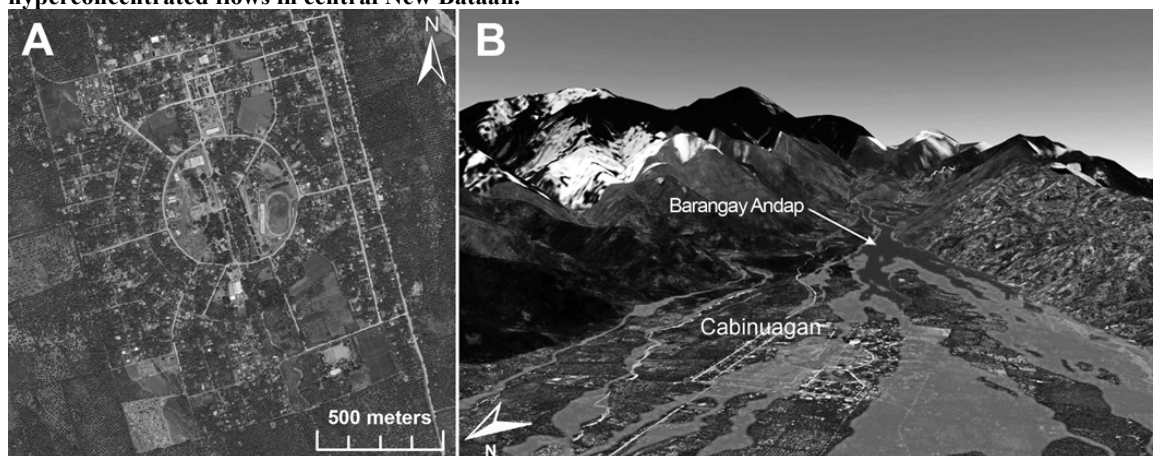 hyperconcentrated flows in central New Bataan.
A
N
500 meters
B
Barangay Andap
Cabinuagan
N